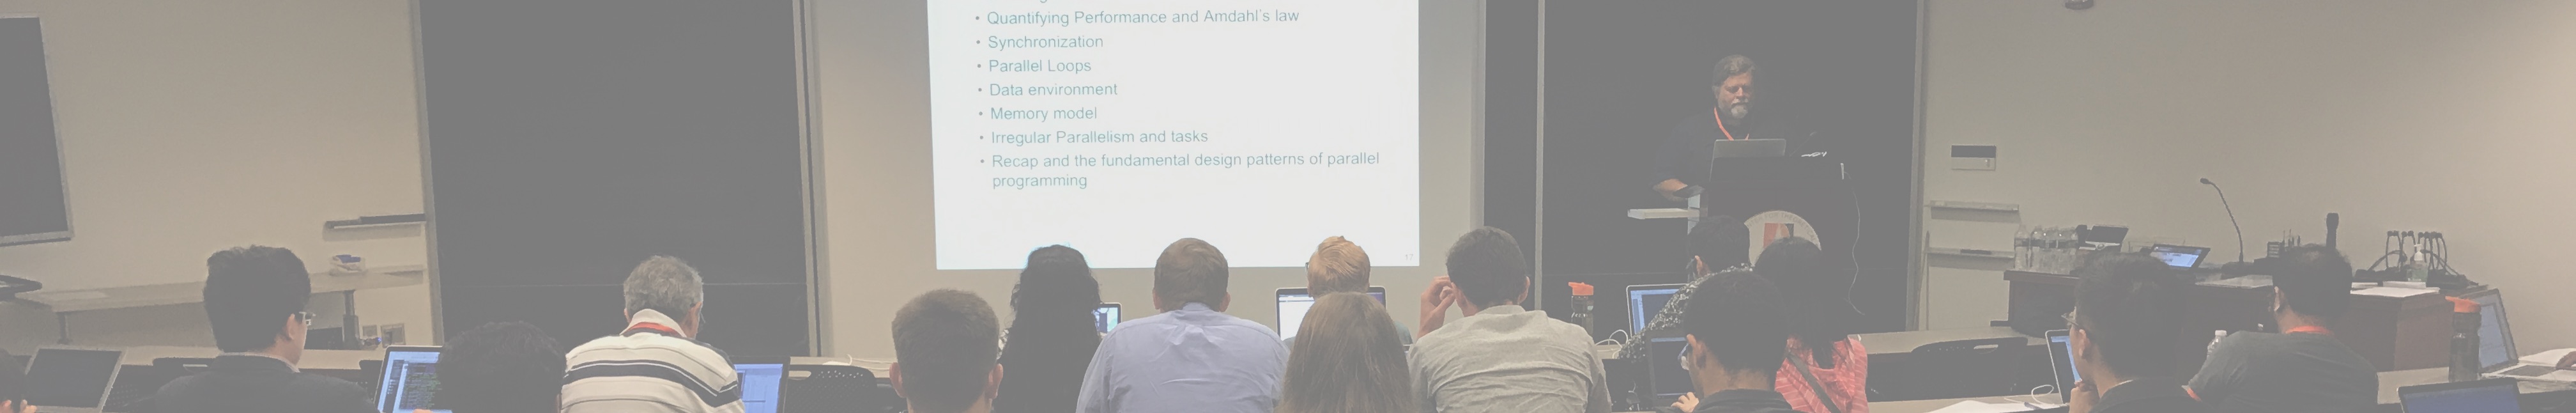 • Quantifying Performance and Amdahl's law
• Synchronization
• Parallel Loops
• Data environment
• Memory model
• Irregular Parallelism and tasks
• Recap and the fundamental design patterns of parallel
programming
17